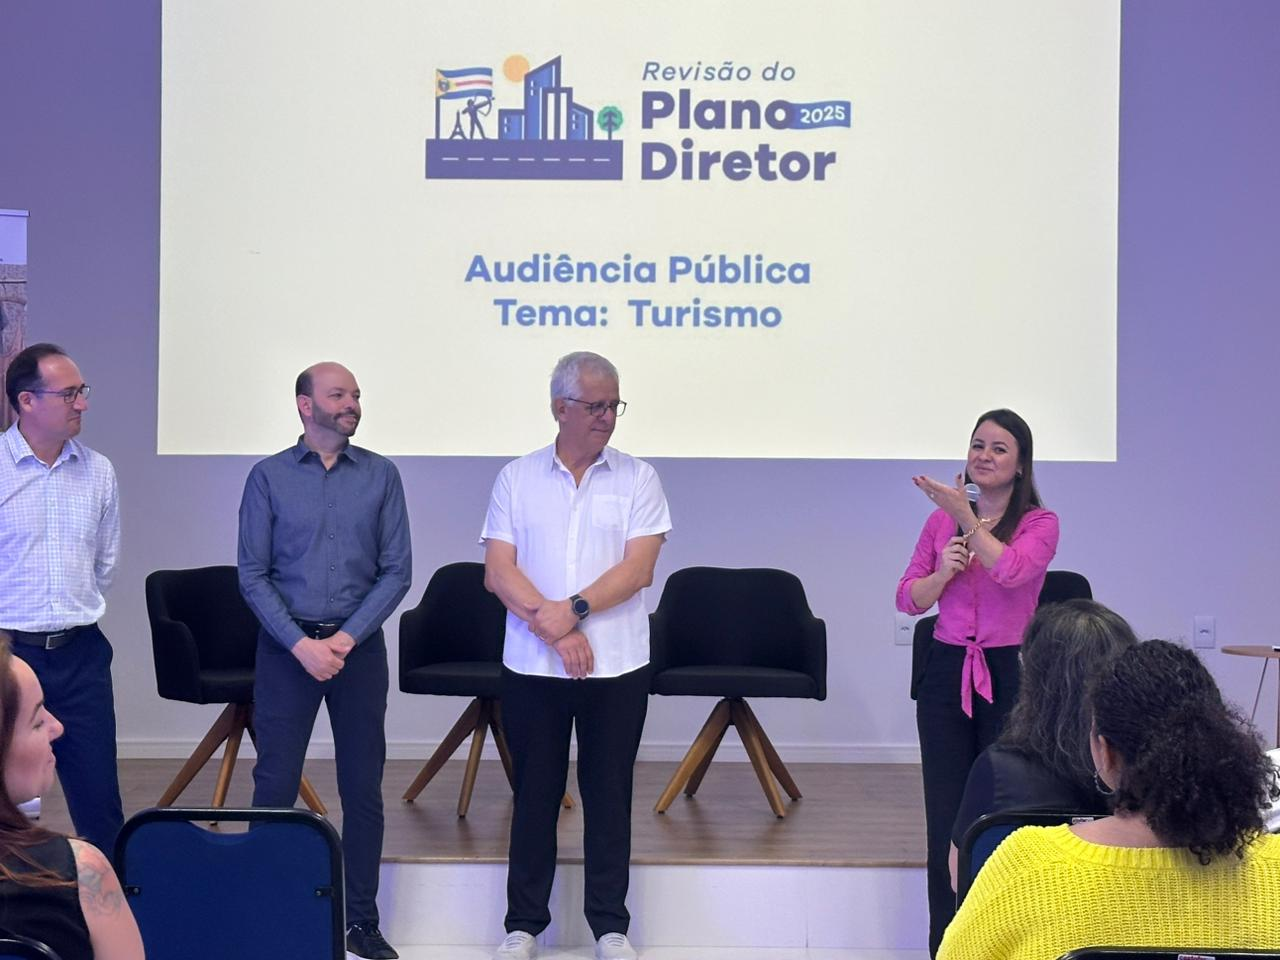 Revisão do
Plano 2025
Diretor
Audiência Pública
Tema: Turismo